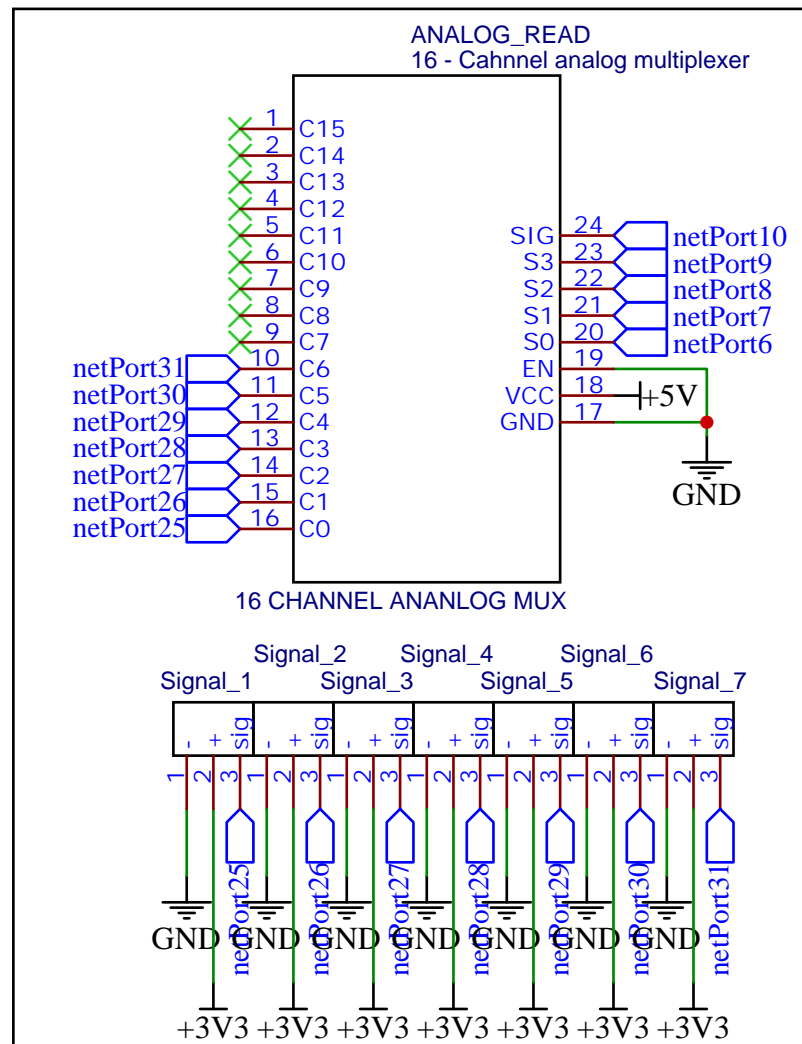 ANALOG_READ
16 - Cahnnel analog multiplexer
1 C15
2 C14
3 C13
4 C12
5 C11
6 C10
7 C9
8 C8
9 C7
netPort31 10 C6
netPort30 11 C5
netPort29 12 C4
netPort28 13 C3
netPort27 14 C2
netPort26 15 C1
netPort25 16 C0
SIG 24 netPort10
S3 23 netPort9
S2 22 netPort8
S1 21 netPort7
S0 20 netPort6
EN 19
VCC 18 +5V
GND 17
GND
16 CHANNEL ANANLOG MUX
Signal_2 Signal_4 Signal_6
Signal_1 Signal_3 Signal_5 Signal_7
- + sig - + sig - + sig - + sig - + sig - + sig - + sig
1 2 3 1 2 3 1 2 3 1 2 3 1 2 3 1 2 3 1 2 3
netPort25 netPort26 netPort27 netPort28 netPort29 netPort30 netPort31
GND GND GND GND GND GND GND
+3V3 +3V3 +3V3 +3V3 +3V3 +3V3 +3V3